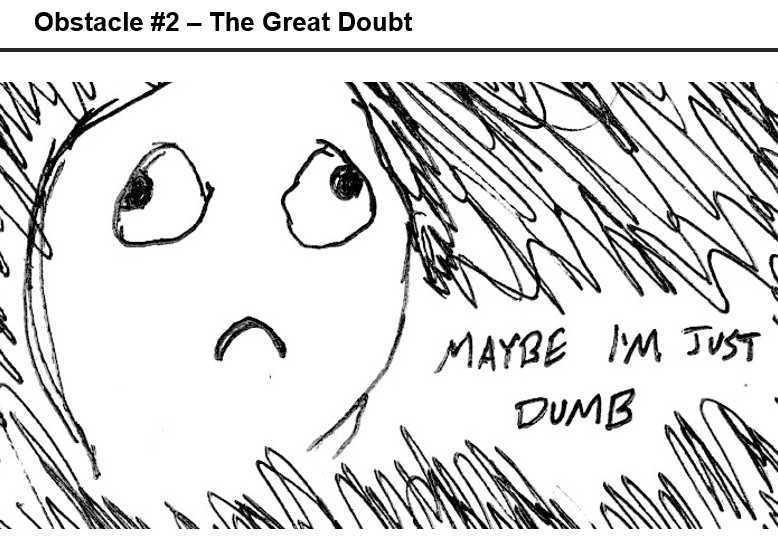 Obstacle #2 – The Great Doubt
MAYBE I'M JUST
DUMB